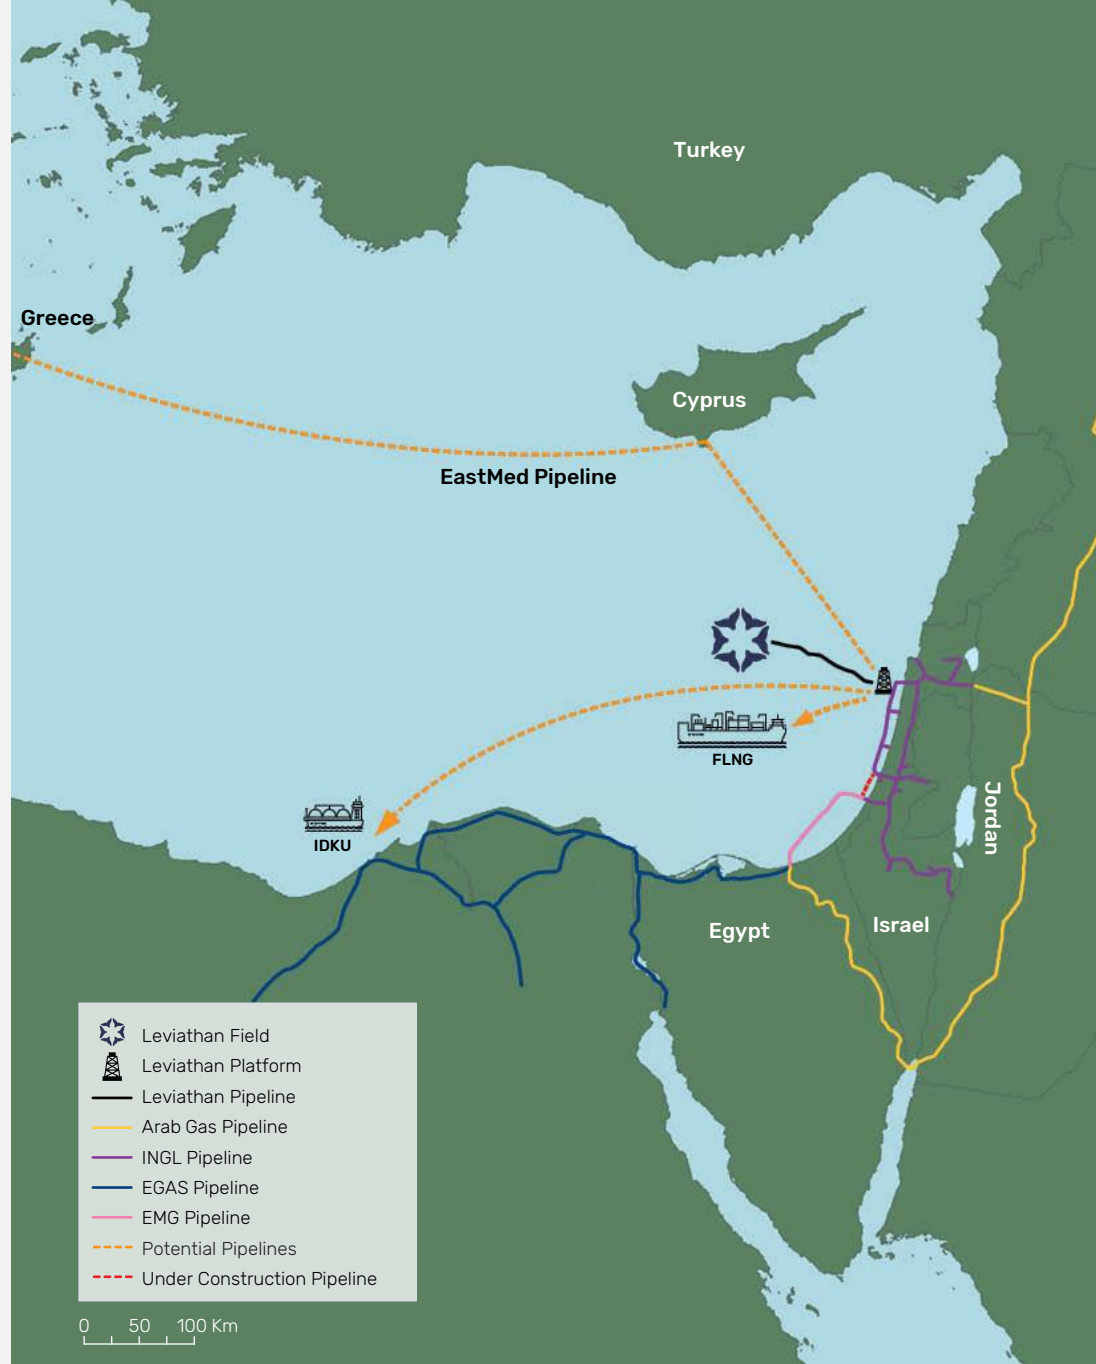 Turkey
Greece
Cyprus
EastMed Pipeline
FLNG
IDKU
Jordan
Israel
Egypt
Leviathan Field
Leviathan Platform
Leviathan Pipeline
Arab Gas Pipeline
INGL Pipeline
EGAS Pipeline
EMG Pipeline
Potential Pipelines
Under Construction Pipeline
0 50 100 Km